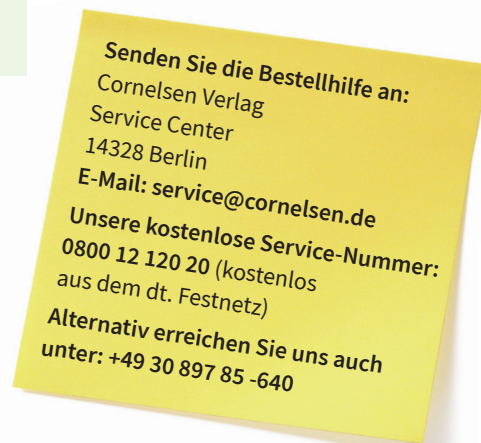 Senden Sie die Bestellhilfe an:
Cornelsen Verlag
Service Center
14328 Berlin
E-Mail: service@cornelsen.de
Unsere kostenlose Service-Nummer:
0800 12 120 20 (kostenlos
aus dem dt. Festnetz)
Alternativ erreichen Sie uns auch
unter: +49 30 897 85 -640